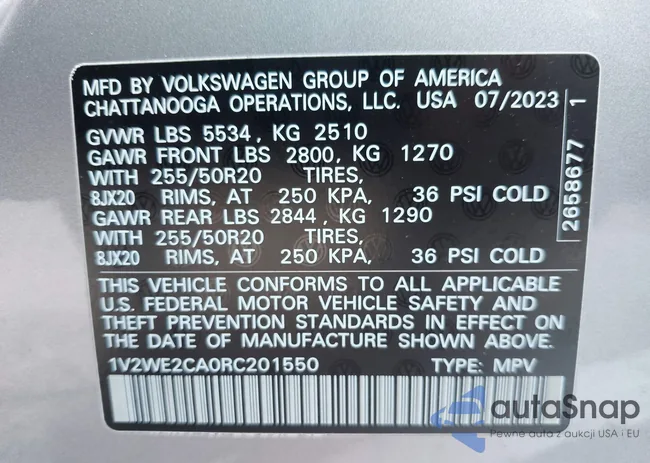 MFD BY VOLKSWAGEN GROUP OF AMERICA
CHATTANOOGA OPERATIONS, LLC. USA 07/2023
GVWR LBS 5534, KG 2510
GAWR FRONT LBS 2800, KG 1270
WITH 255/50R20 TIRES,
8JX20 RIMS, AT 250 KPA, 36 PSI COLD
GAWR REAR LBS 2844, KG 1290
WITH 255/50R20 TIRES,
8JX20 RIMS, AT 250 KPA, 36 PSI COLD
THIS VEHICLE CONFORMS TO ALL APPLICABLE
U.S. FEDERAL MOTOR VEHICLE SAFETY AND
THEFT PREVENTION STANDARDS IN EFFECT ON
THE DATE OF MANUFACTURE SHOWN ABOVE.
1V2WE2CA0RC201550 TYPE: MPV
2658677 1
autaSnap
Pewne auta z aukcji USA i EU